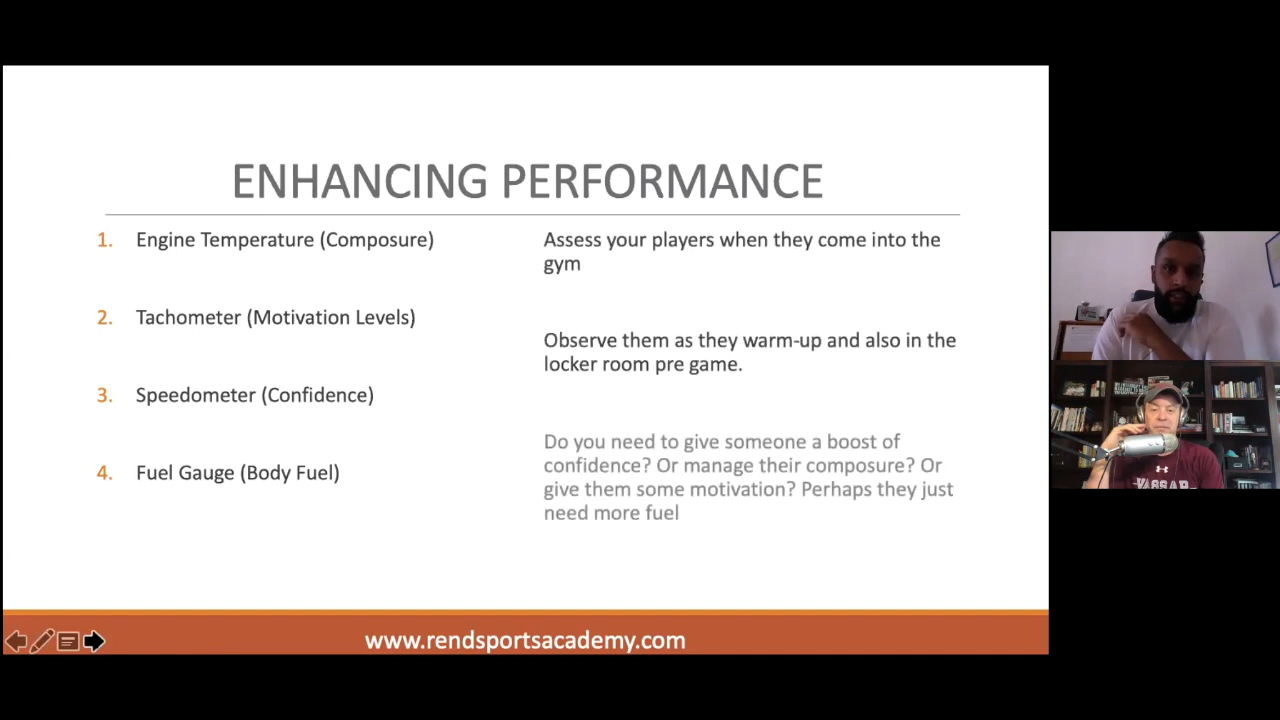 ENHANCING PERFORMANCE
1. Engine Temperature (Composure)
2. Tachometer (Motivation Levels)
3. Speedometer (Confidence)
4. Fuel Gauge (Body Fuel)
Assess your players when they come into the
gym
Observe them as they warm-up and also in the
locker room pre game.
Do you need to give someone a boost of
confidence? Or manage their composure? Or
give them some motivation? Perhaps they just
need more fuel
www.rendsportsacademy.com
VASSAR